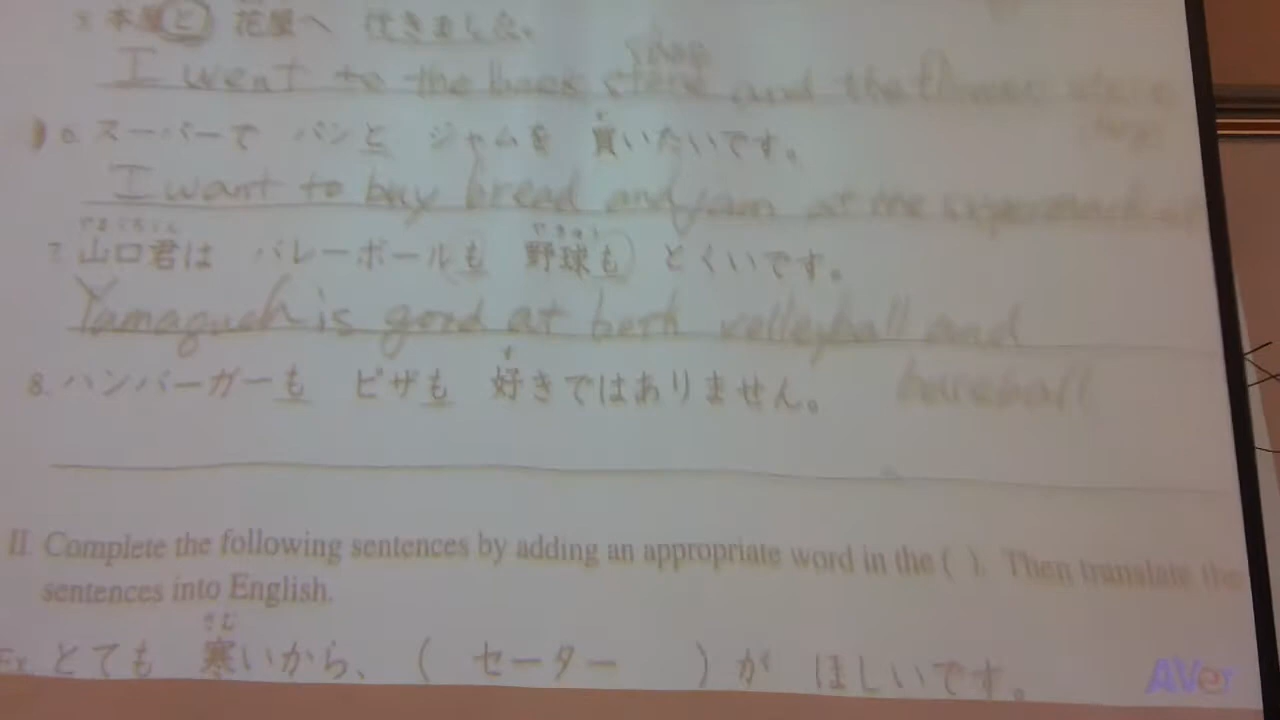 本屋と 花屋へ 行きました。
shop
I went to the book store and the flower store
6. スーパーで パンと ジャムを 買いたいです。
I want to buy bread and jam at the supermarket
やまぐちくん やきゅう
7. 山口君は バレーボールも 野球も とくいです。
Yamaguchi is good at both volleyball and
baseball
す
8. ハンバーガーも ピザも 好きではありません。
II. Complete the following sentences by adding an appropriate word in the ( ). Then translate the
sentences into English.
さむ
Ex. とても 寒いから、( セーター ) が ほしいです。
AVer